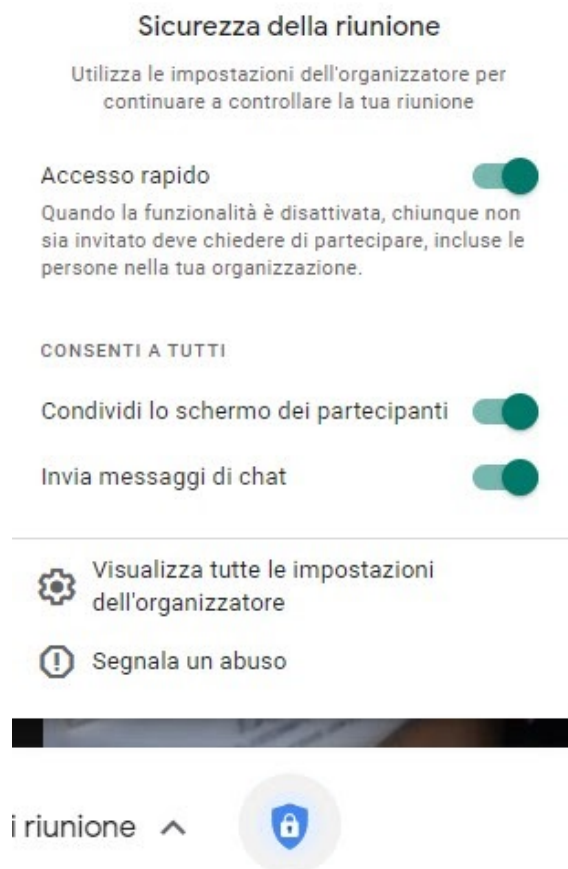 Sicurezza della riunione
Utilizza le impostazioni dell'organizzatore per
continuare a controllare la tua riunione
Accesso rapido
Quando la funzionalità è disattivata, chiunque non
sia invitato deve chiedere di partecipare, incluse le
persone nella tua organizzazione.
CONSENTI A TUTTI
Condividi lo schermo dei partecipanti
Invia messaggi di chat
Visualizza tutte le impostazioni
dell'organizzatore
Segnala un abuso
i riunione